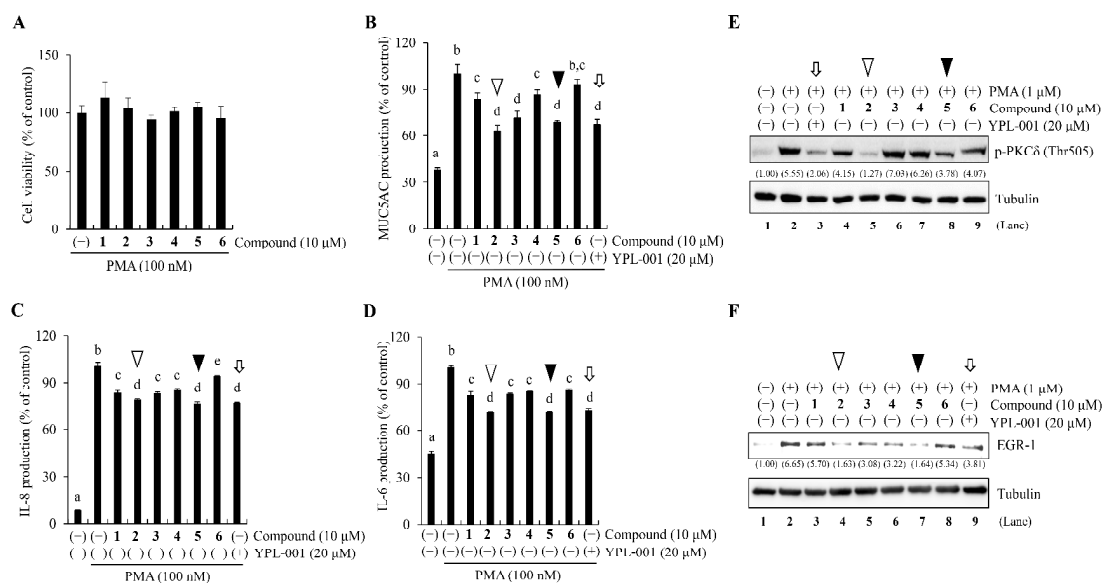 A
Cel. viability (% of control)
150
100
50
0
(−) 1 2 3 4 5 6 Compound (10 μM)
PMA (100 nM)
B
MUC5AC procuction (% of control)
120
90
60
30
0
a b c d d c d b,c d
(−) (−) 1 2 3 4 5 6 (−) Compound (10 μM)
(−) (−) (−) (−) (−) (−) (−) (−) (+) YPL-001 (20 μM)
PMA (100 nM)
E
(−) (+) (+) (+) (+) (+) (+) (+) (+) PMA (1 μM)
(−) (−) (−) 1 2 3 4 5 6 Compound (10 μM)
(−) (−) (+) (−) (−) (−) (−) (−) (−) YPL-001 (20 μM)
p-PKCδ (Thr505)
(1.00) (5.55) (2.06) (4.15) (1.27) (7.03) (6.26) (3.78) (4.07)
Tubulin
1 2 3 4 5 6 7 8 9 (Lane)
C
IL-8 production (% of control)
120
90
60
30
0
a b c d c c d e d
(−) (−) 1 2 3 4 5 6 (−) Compound (10 μM)
( ) ( ) ( ) ( ) ( ) ( ) ( ) ( ) (+) YPL-001 (20 μM)
PMA (100 nM)
D
IL-6 production (% of control)
120
90
60
30
0
a b c d c c d c d
(−) (−) 1 2 3 4 5 6 (−) Compound (10 μM)
(−) (−) (−) (−) (−) (−) (−) (−) (+) YPL-001 (20 μM)
PMA (100 nM)
F
(−) (+) (+) (+) (+) (+) (+) (+) (+) PMA (1 μM)
(−) (−) 1 2 3 4 5 6 (−) Compound (10 μM)
(−) (−) (−) (−) (−) (−) (−) (−) (+) YPL-001 (20 μM)
EGR-1
(1.00) (6.65) (5.70) (1.63) (3.08) (3.22) (1.64) (5.34) (3.81)
Tubulin
1 2 3 4 5 6 7 8 9 (Lane)